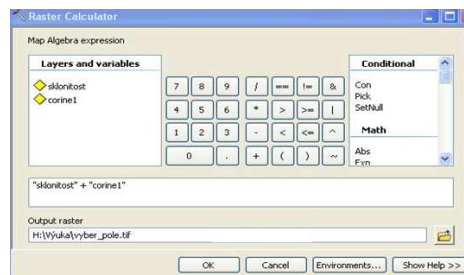 Raster Calculator
Map Algebra expression
Layers and variables
sklonitost
corine1
7 8 9 / == != &
4 5 6 * > >= |
1 2 3 - < <= ^
0 . + ( ) ~
Conditional
Con
Pick
SetNull
Math
Abs
Exp
"sklonitost" + "corine1"
Output raster
H:\Výuka\vyber_pole.tif
OK Cancel Environments... Show Help >>